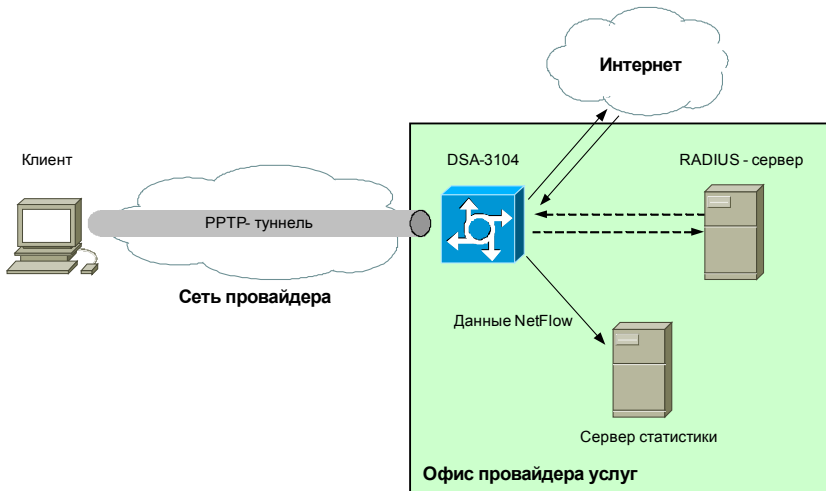 Интернет
Клиент
DSA-3104
RADIUS - сервер
PPTP- туннель
Сеть провайдера
Данные NetFlow
Сервер статистики
Офис провайдера услуг